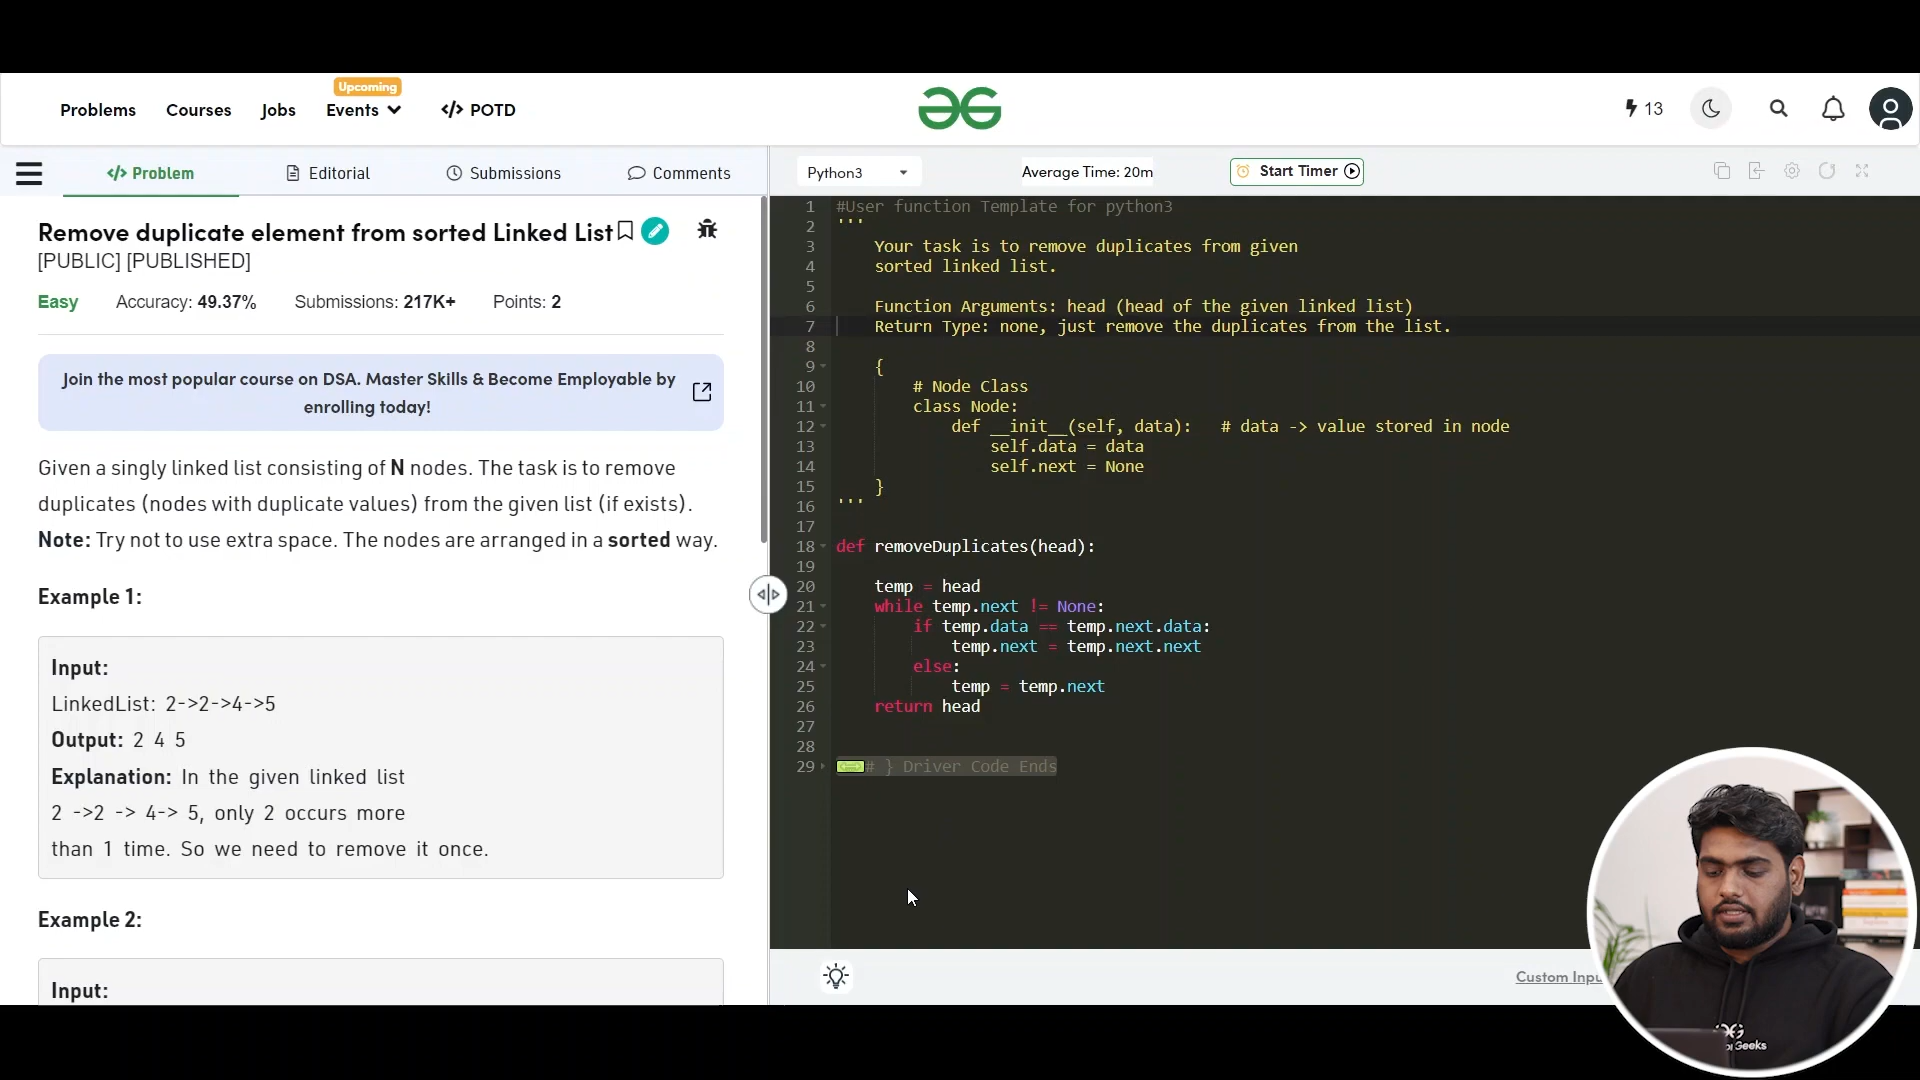 Upcoming
Problems Courses Jobs Events </> POTD
13
</> Problem Editorial Submissions Comments
Python3 Average Time: 20m Start Timer
Remove duplicate element from sorted Linked List
[PUBLIC] [PUBLISHED]
Easy Accuracy: 49.37% Submissions: 217K+ Points: 2
Join the most popular course on DSA. Master Skills & Become Employable by
enrolling today!
Given a singly linked list consisting of N nodes. The task is to remove
duplicates (nodes with duplicate values) from the given list (if exists).
Note: Try not to use extra space. The nodes are arranged in a sorted way.
Example 1:
Input:
LinkedList: 2->2->4->5
Output: 2 4 5
Explanation: In the given linked list
2 ->2 -> 4-> 5, only 2 occurs more
than 1 time. So we need to remove it once.
Example 2:
Input:
1 #User function Template for python3
2 '''
3 Your task is to remove duplicates from given
4 sorted linked list.
5
6 Function Arguments: head (head of the given linked list)
7 Return Type: none, just remove the duplicates from the list.
8
9 {
10 # Node Class
11 class Node:
12 def __init__(self, data): # data -> value stored in node
13 self.data = data
14 self.next = None
15 }
16 '''
17
18 def removeDuplicates(head):
19
20 temp = head
21 while temp.next != None:
22 if temp.data == temp.next.data:
23 temp.next = temp.next.next
24 else:
25 temp = temp.next
26 return head
27
28
29 # } Driver Code Ends
Custom
Geeks